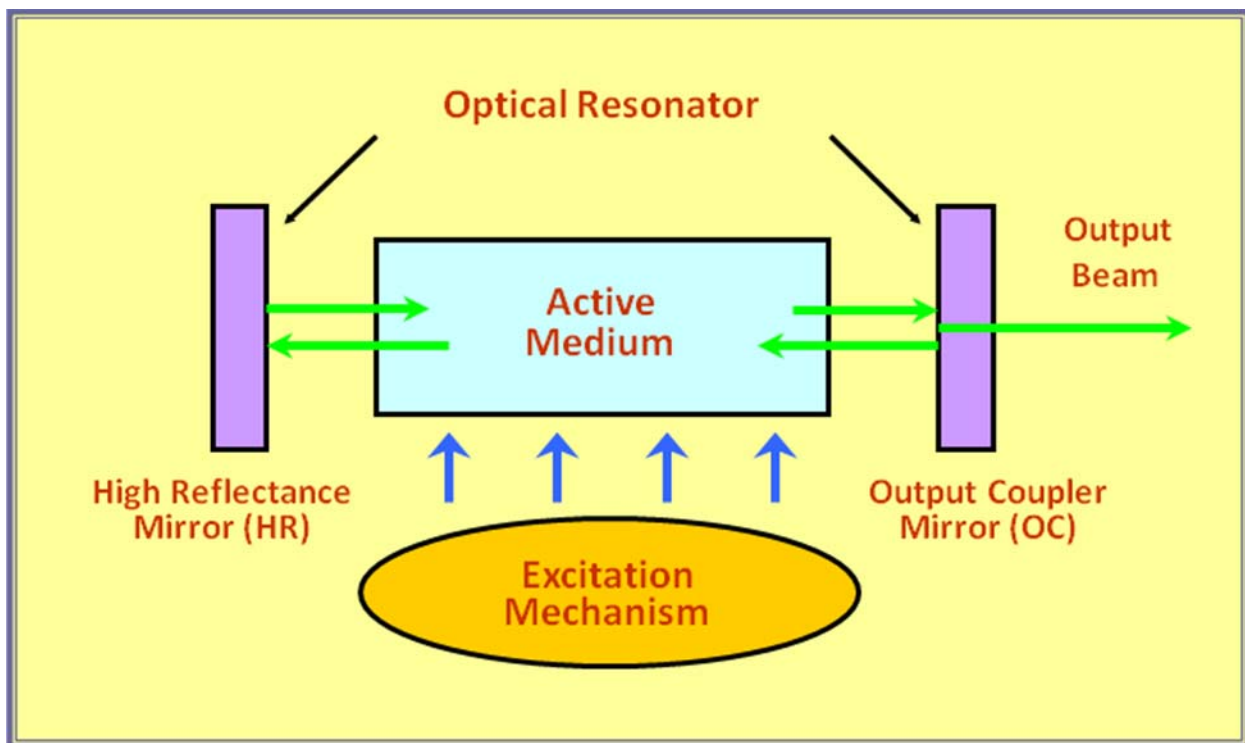 Optical Resonator
Output
Beam
Active
Medium
High Reflectance
Mirror (HR)
Output Coupler
Mirror (OC)
Excitation
Mechanism